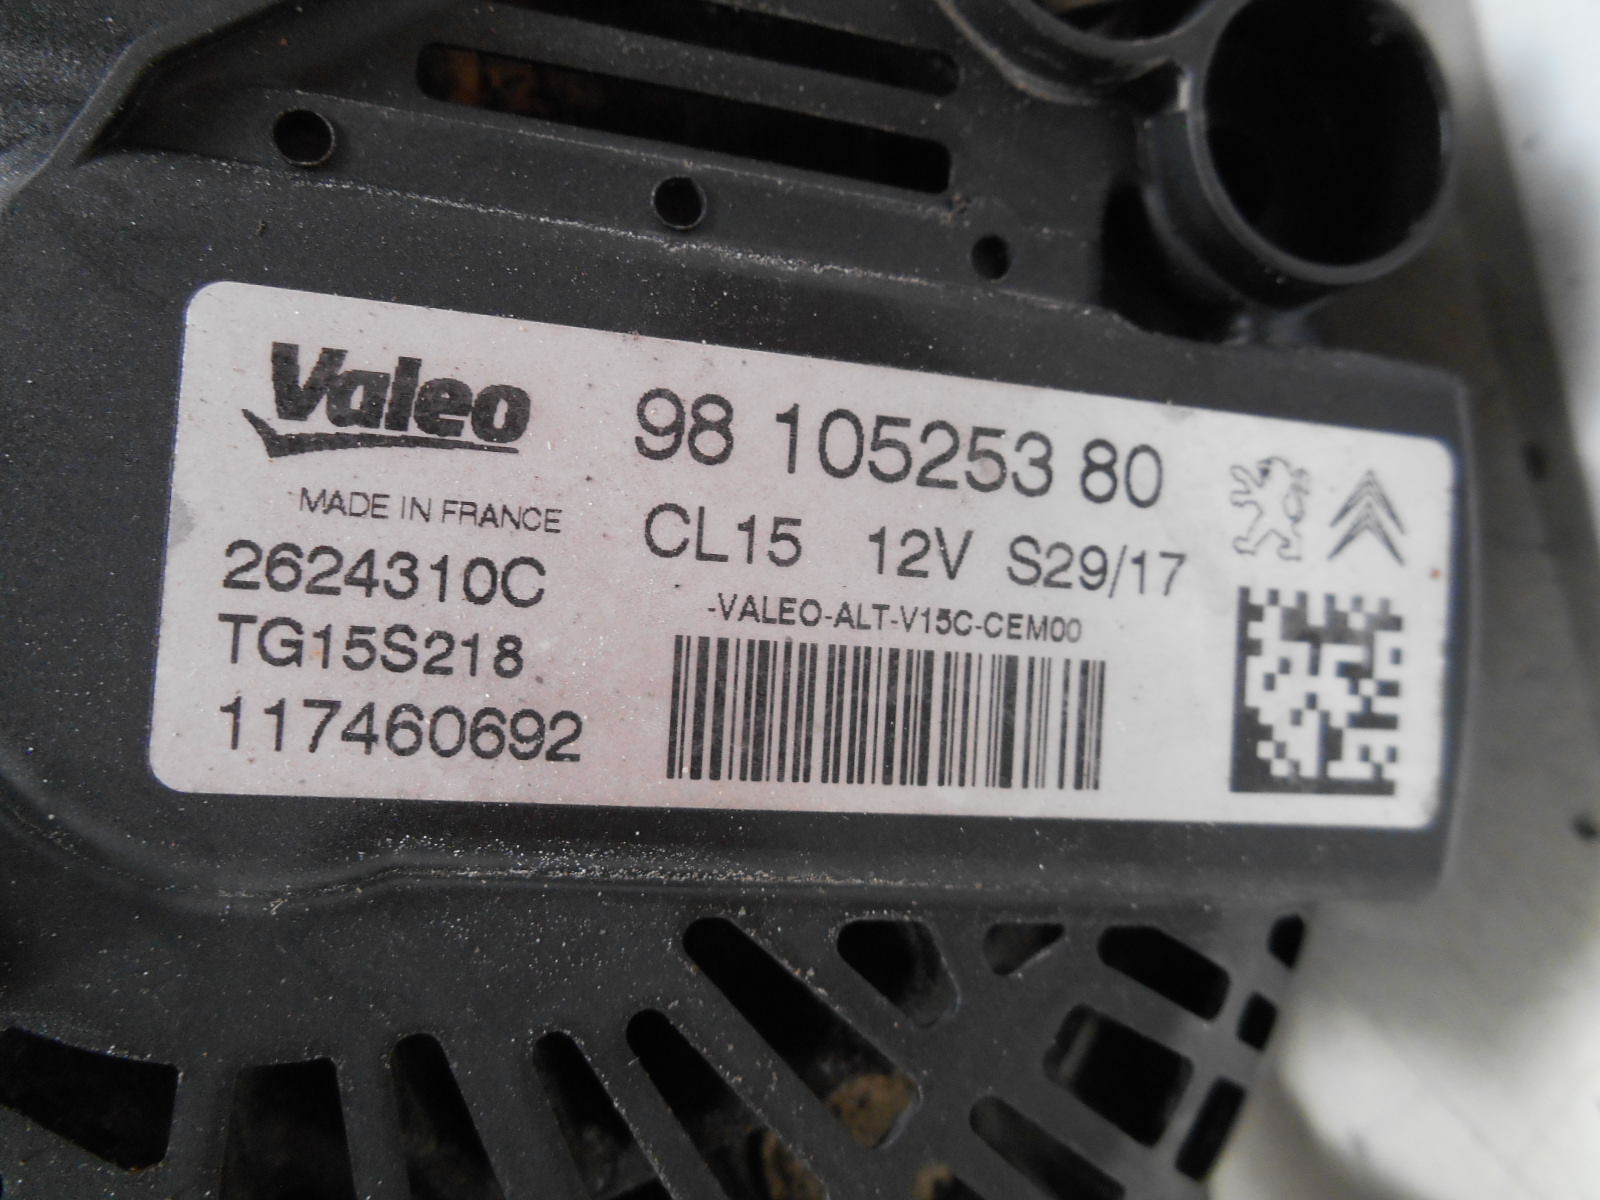 Valeo
98 105253 80
MADE IN FRANCE
CL15 12V S29/17
2624310C
-VALEO-ALT-V15C-CEM00
TG15S218
117460692